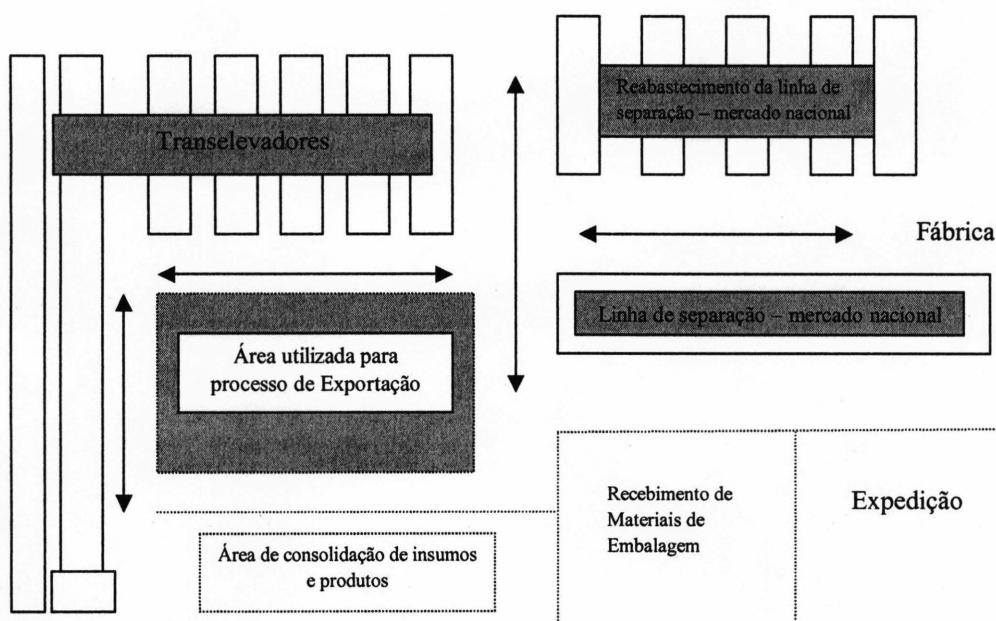 Transelevadores
Reabastecimento da linha de
separação – mercado nacional
Fábrica
Linha de separação – mercado nacional
Área utilizada para
processo de Exportação
Recebimento de
Materiais de
Embalagem
Expedição
Área de consolidação de insumos
e produtos